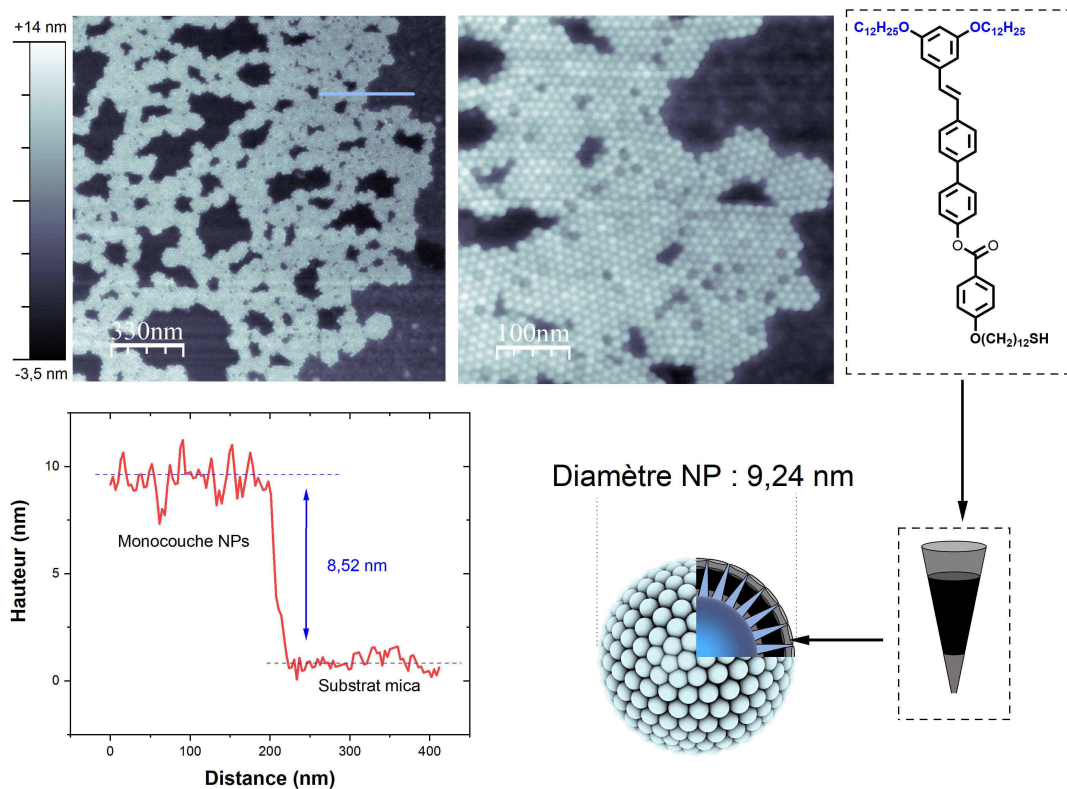 +14 nm
-3,5 nm
330nm
100nm
C12H25O
OC12H25
O
O
O(CH2)12SH
Hauteur (nm)
10
5
0
Monocouche NPs
8,52 nm
Substrat mica
0
100
200
300
400
Distance (nm)
Diamètre NP : 9,24 nm